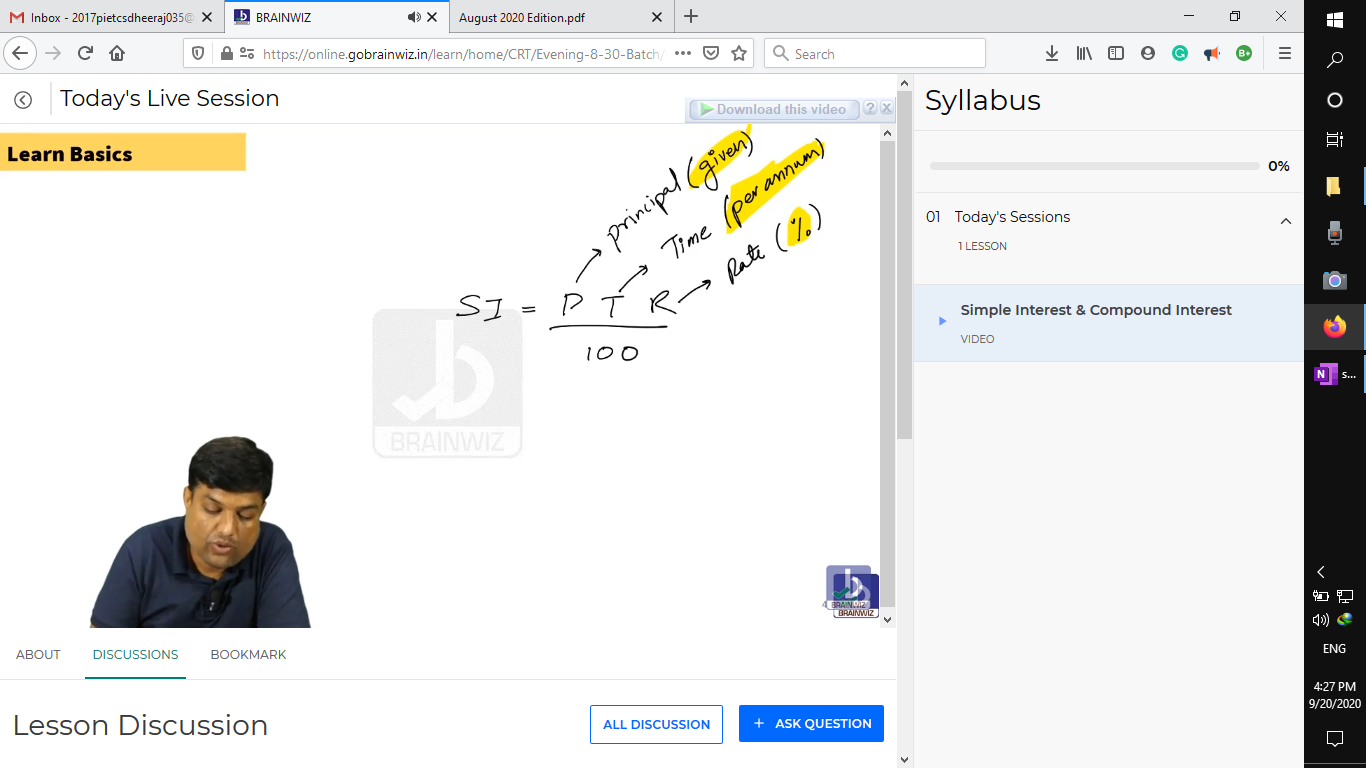 Inbox - 2017pietcsdheeraj035@
BRAINWIZ
August 2020 Edition.pdf
https://online.gobrainwiz.in/learn/home/CRT/Evening-8-30-Batch/
Search
Today's Live Session
Download this video
Learn Basics
principal (given)
Time (per annum)
Rate (%)
SI = P T R
100
BRAINWIZ
BRAINWIZ
BRAINWIZ
ABOUT DISCUSSIONS BOOKMARK
Lesson Discussion
ALL DISCUSSION
+ ASK QUESTION
Syllabus
0%
01 Today's Sessions
1 LESSON
Simple Interest & Compound Interest
VIDEO
N s...
ENG
4:27 PM
9/20/2020